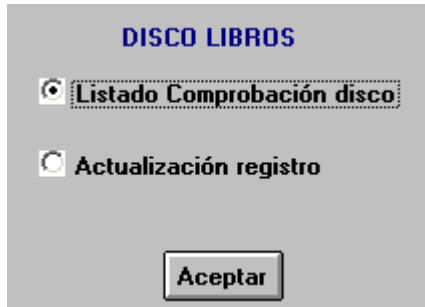 DISCO LIBROS
Listado Comprobación disco
Actualización registro
Aceptar